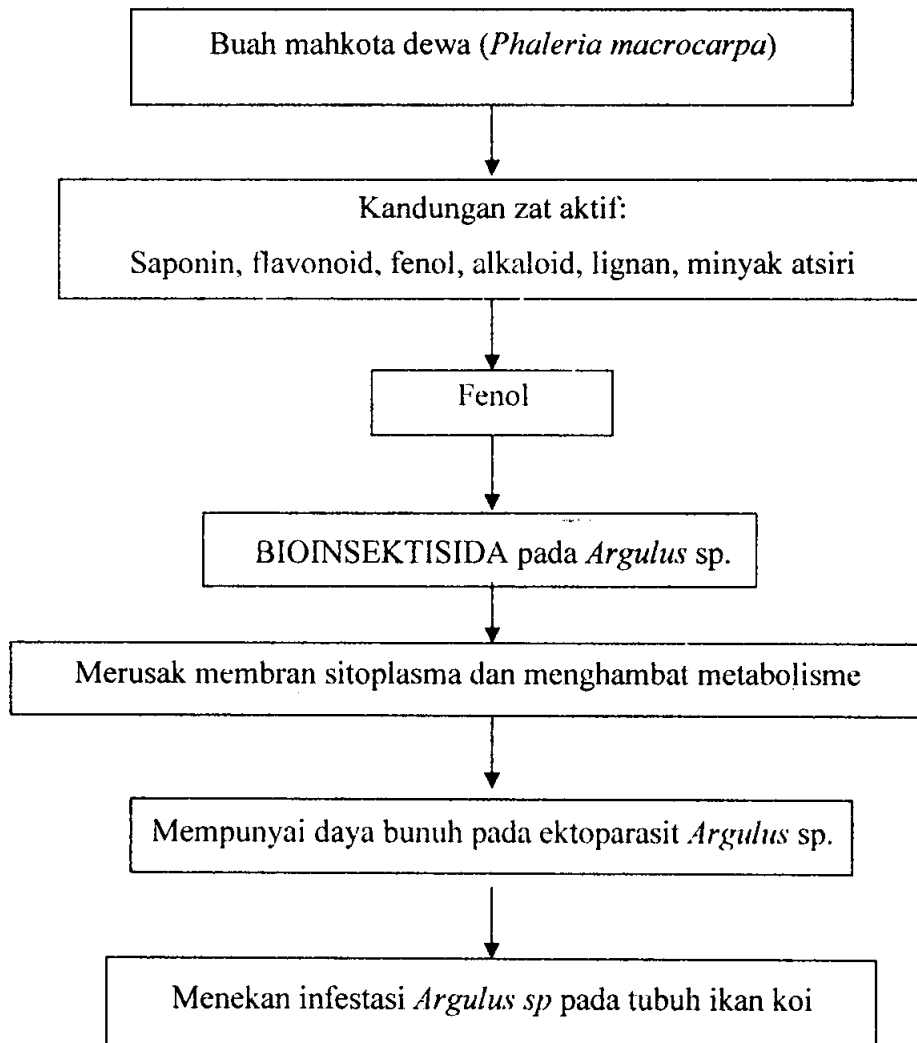 Buah mahkota dewa (Phaleria macrocarpa)
Kandungan zat aktif:
Saponin, flavonoid, fenol, alkaloid, lignan, minyak atsiri
Fenol
BIOINSEKTISIDA pada Argulus sp.
Merusak membran sitoplasma dan menghambat metabolisme
Mempunyai daya bunuh pada ektoparasit Argulus sp.
Menekan infestasi Argulus sp pada tubuh ikan koi